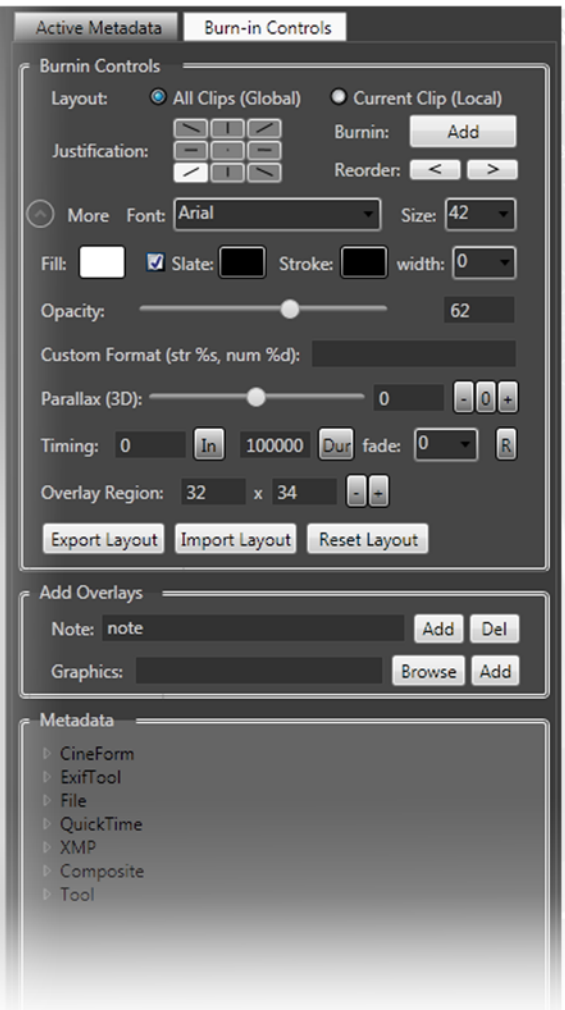 Active Metadata Burn-in Controls
Burnin Controls
Layout: All Clips (Global) Current Clip (Local)
Justification: Burnin: Add
Reorder: < >
More Font: Arial Size: 42
Fill: Slate: Stroke: width: 0
Opacity: 62
Custom Format (str %s, num %d):
Parallax (3D): 0 - 0 +
Timing: 0 In 100000 Dur fade: 0 R
Overlay Region: 32 x 34 - +
Export Layout Import Layout Reset Layout
Add Overlays
Note: note Add Del
Graphics: Browse Add
Metadata
CineForm
ExifTool
File
QuickTime
XMP
Composite
Tool